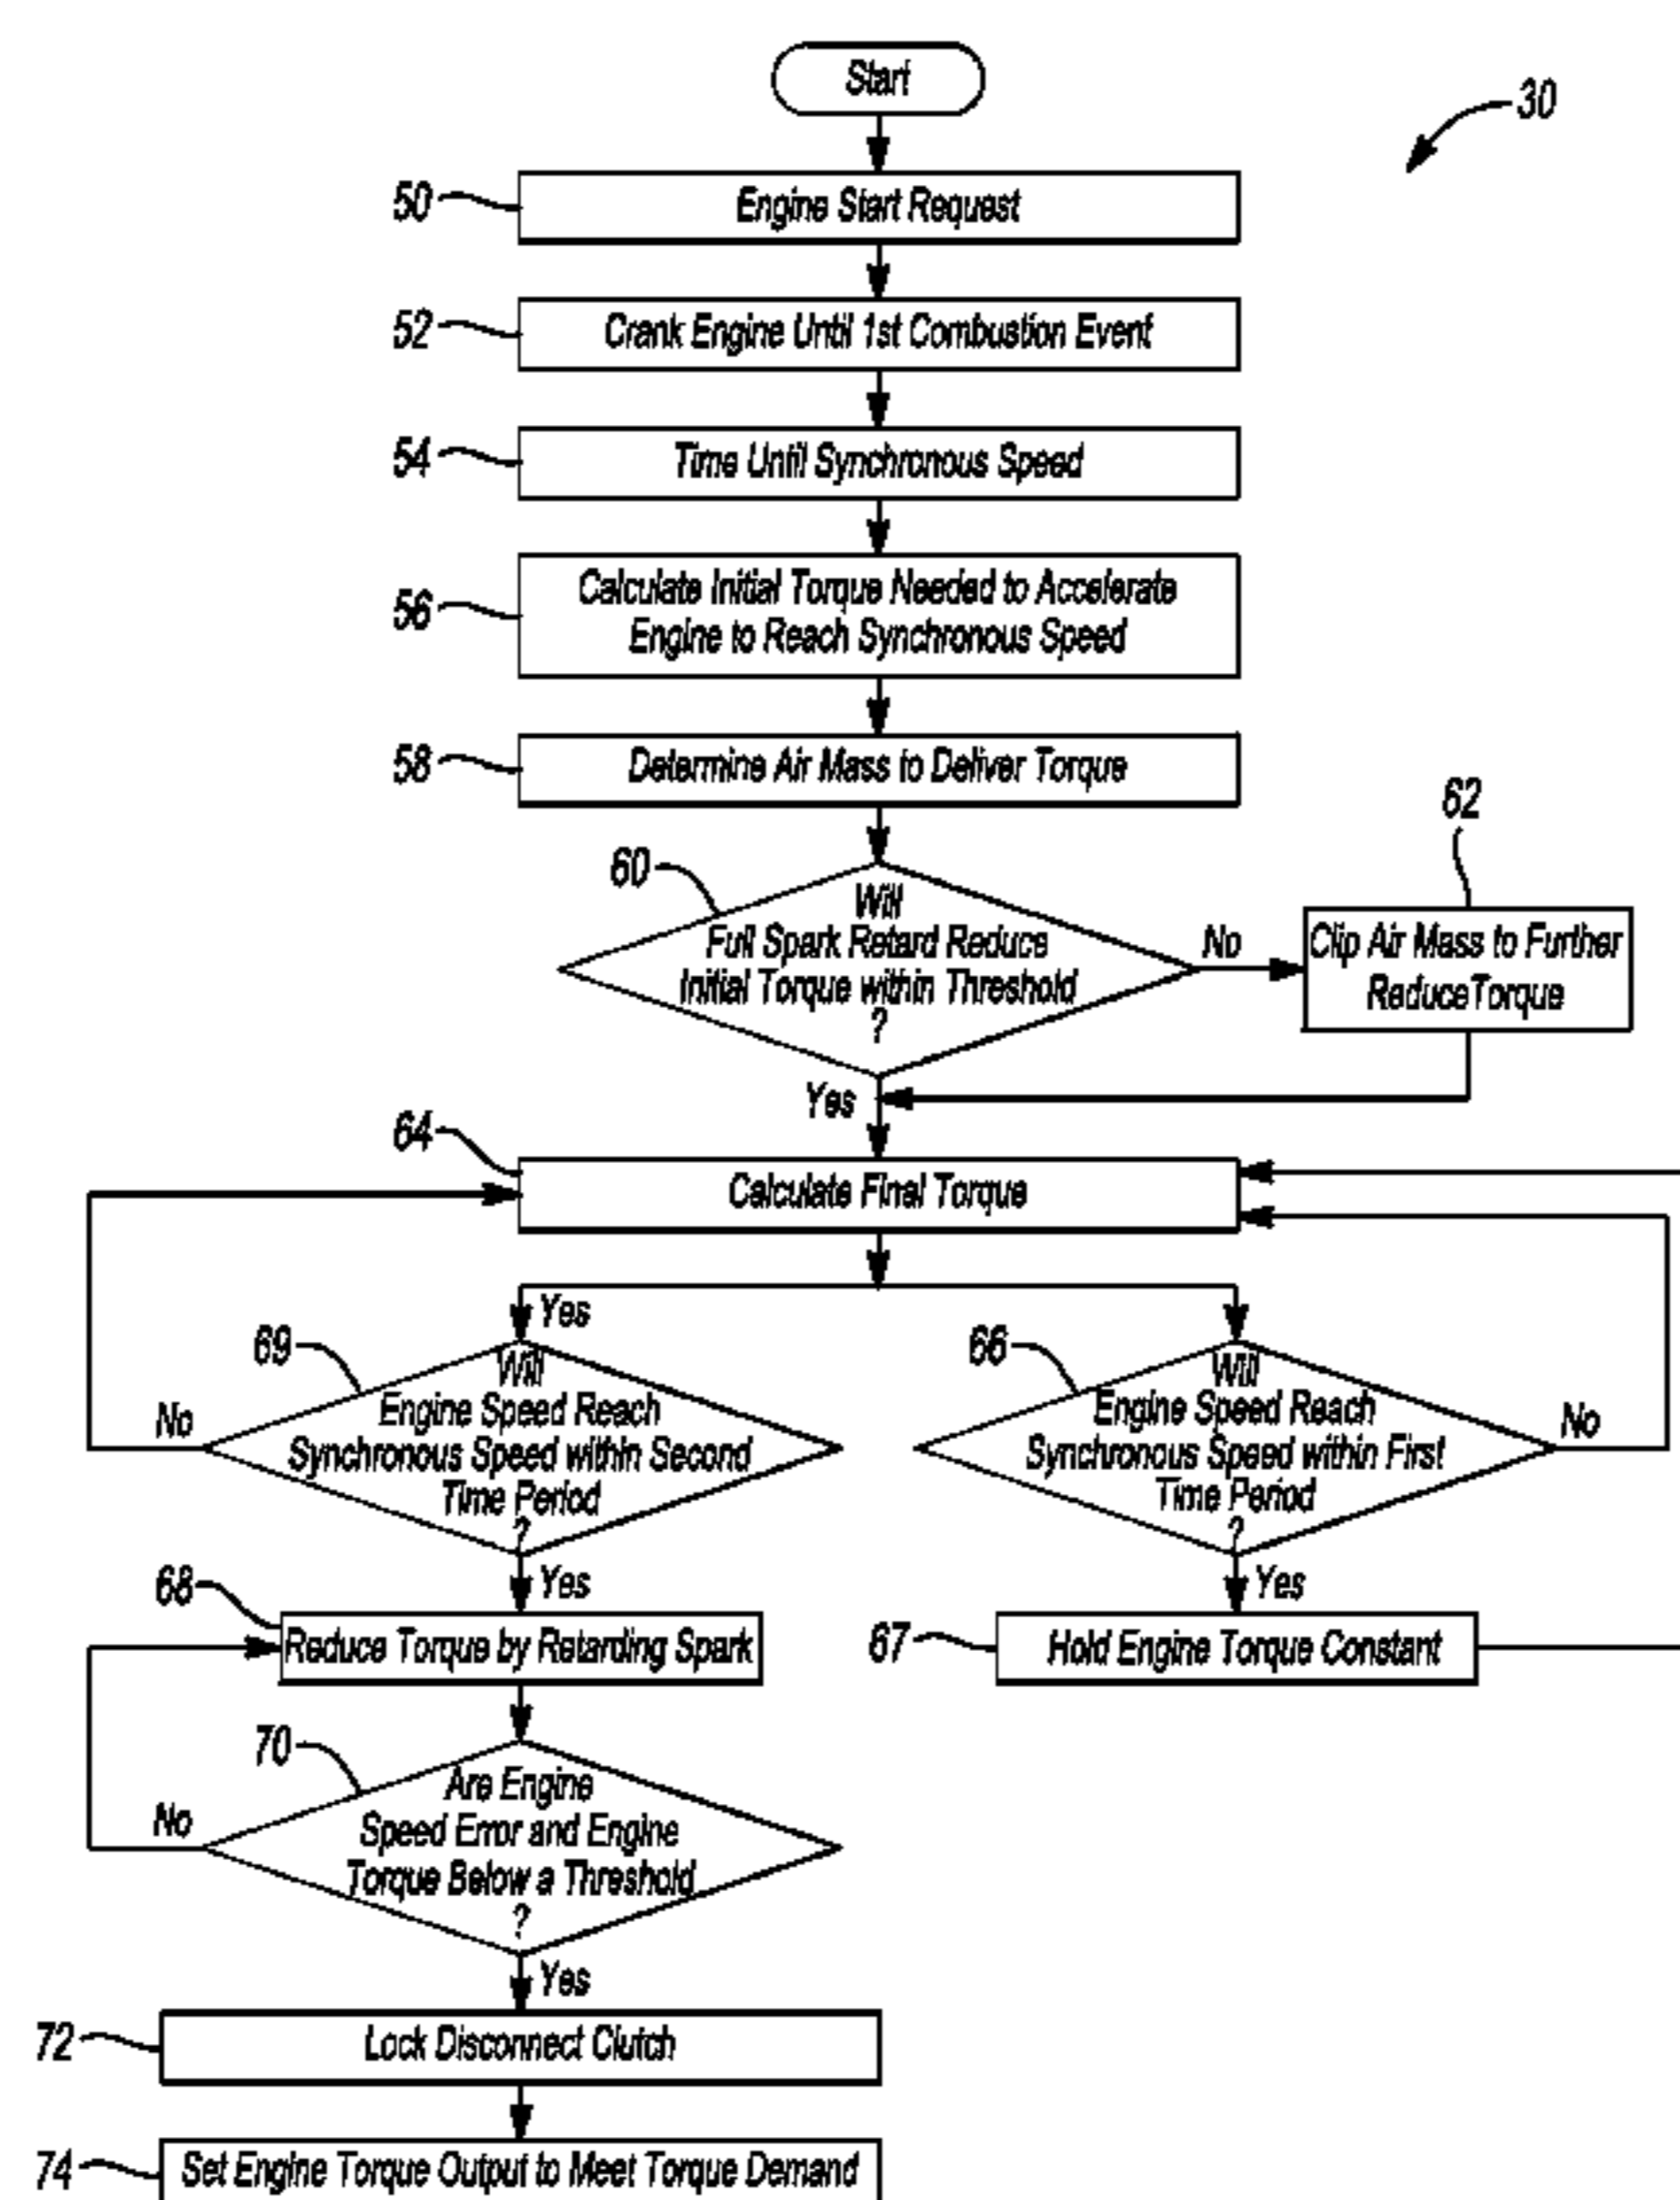 Start
30
50
Engine Start Request
52
Crank Engine Until 1st Combustion Event
54
Time Until Synchronous Speed
56
Calculate Initial Torque Needed to Accelerate
Engine to Reach Synchronous Speed
58
Determine Air Mass to Deliver Torque
62
60
Will
Full Spark Retard Reduce
Initial Torque within Threshold
?
No
Clip Air Mass to Further
ReduceTorque
Yes
64
Calculate Final Torque
Yes
69
Will
Engine Speed Reach
Synchronous Speed within Second
Time Period
?
No
66
Will
Engine Speed Reach
Synchronous Speed within First
Time Period
?
No
Yes
Yes
68
Reduce Torque by Retarding Spark
67
Hold Engine Torque Constant
70
Are Engine
Speed Error and Engine
Torque Below a Threshold
?
No
Yes
72
Lock Disconnect Clutch
74
Set Engine Torque Output to Meet Torque Demand